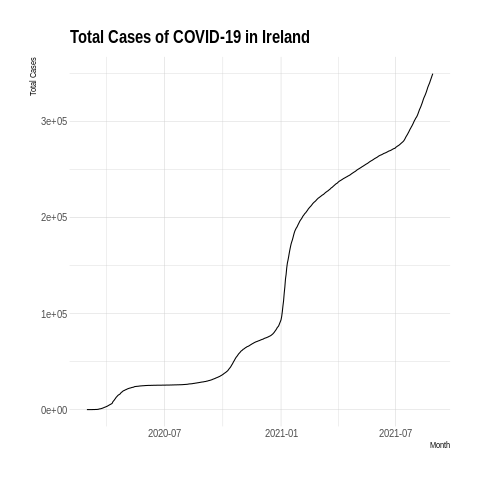 Total Cases of COVID-19 in Ireland
Total Cases
3e+05
2e+05
1e+05
0e+00
2020-07
2021-01
2021-07
Month